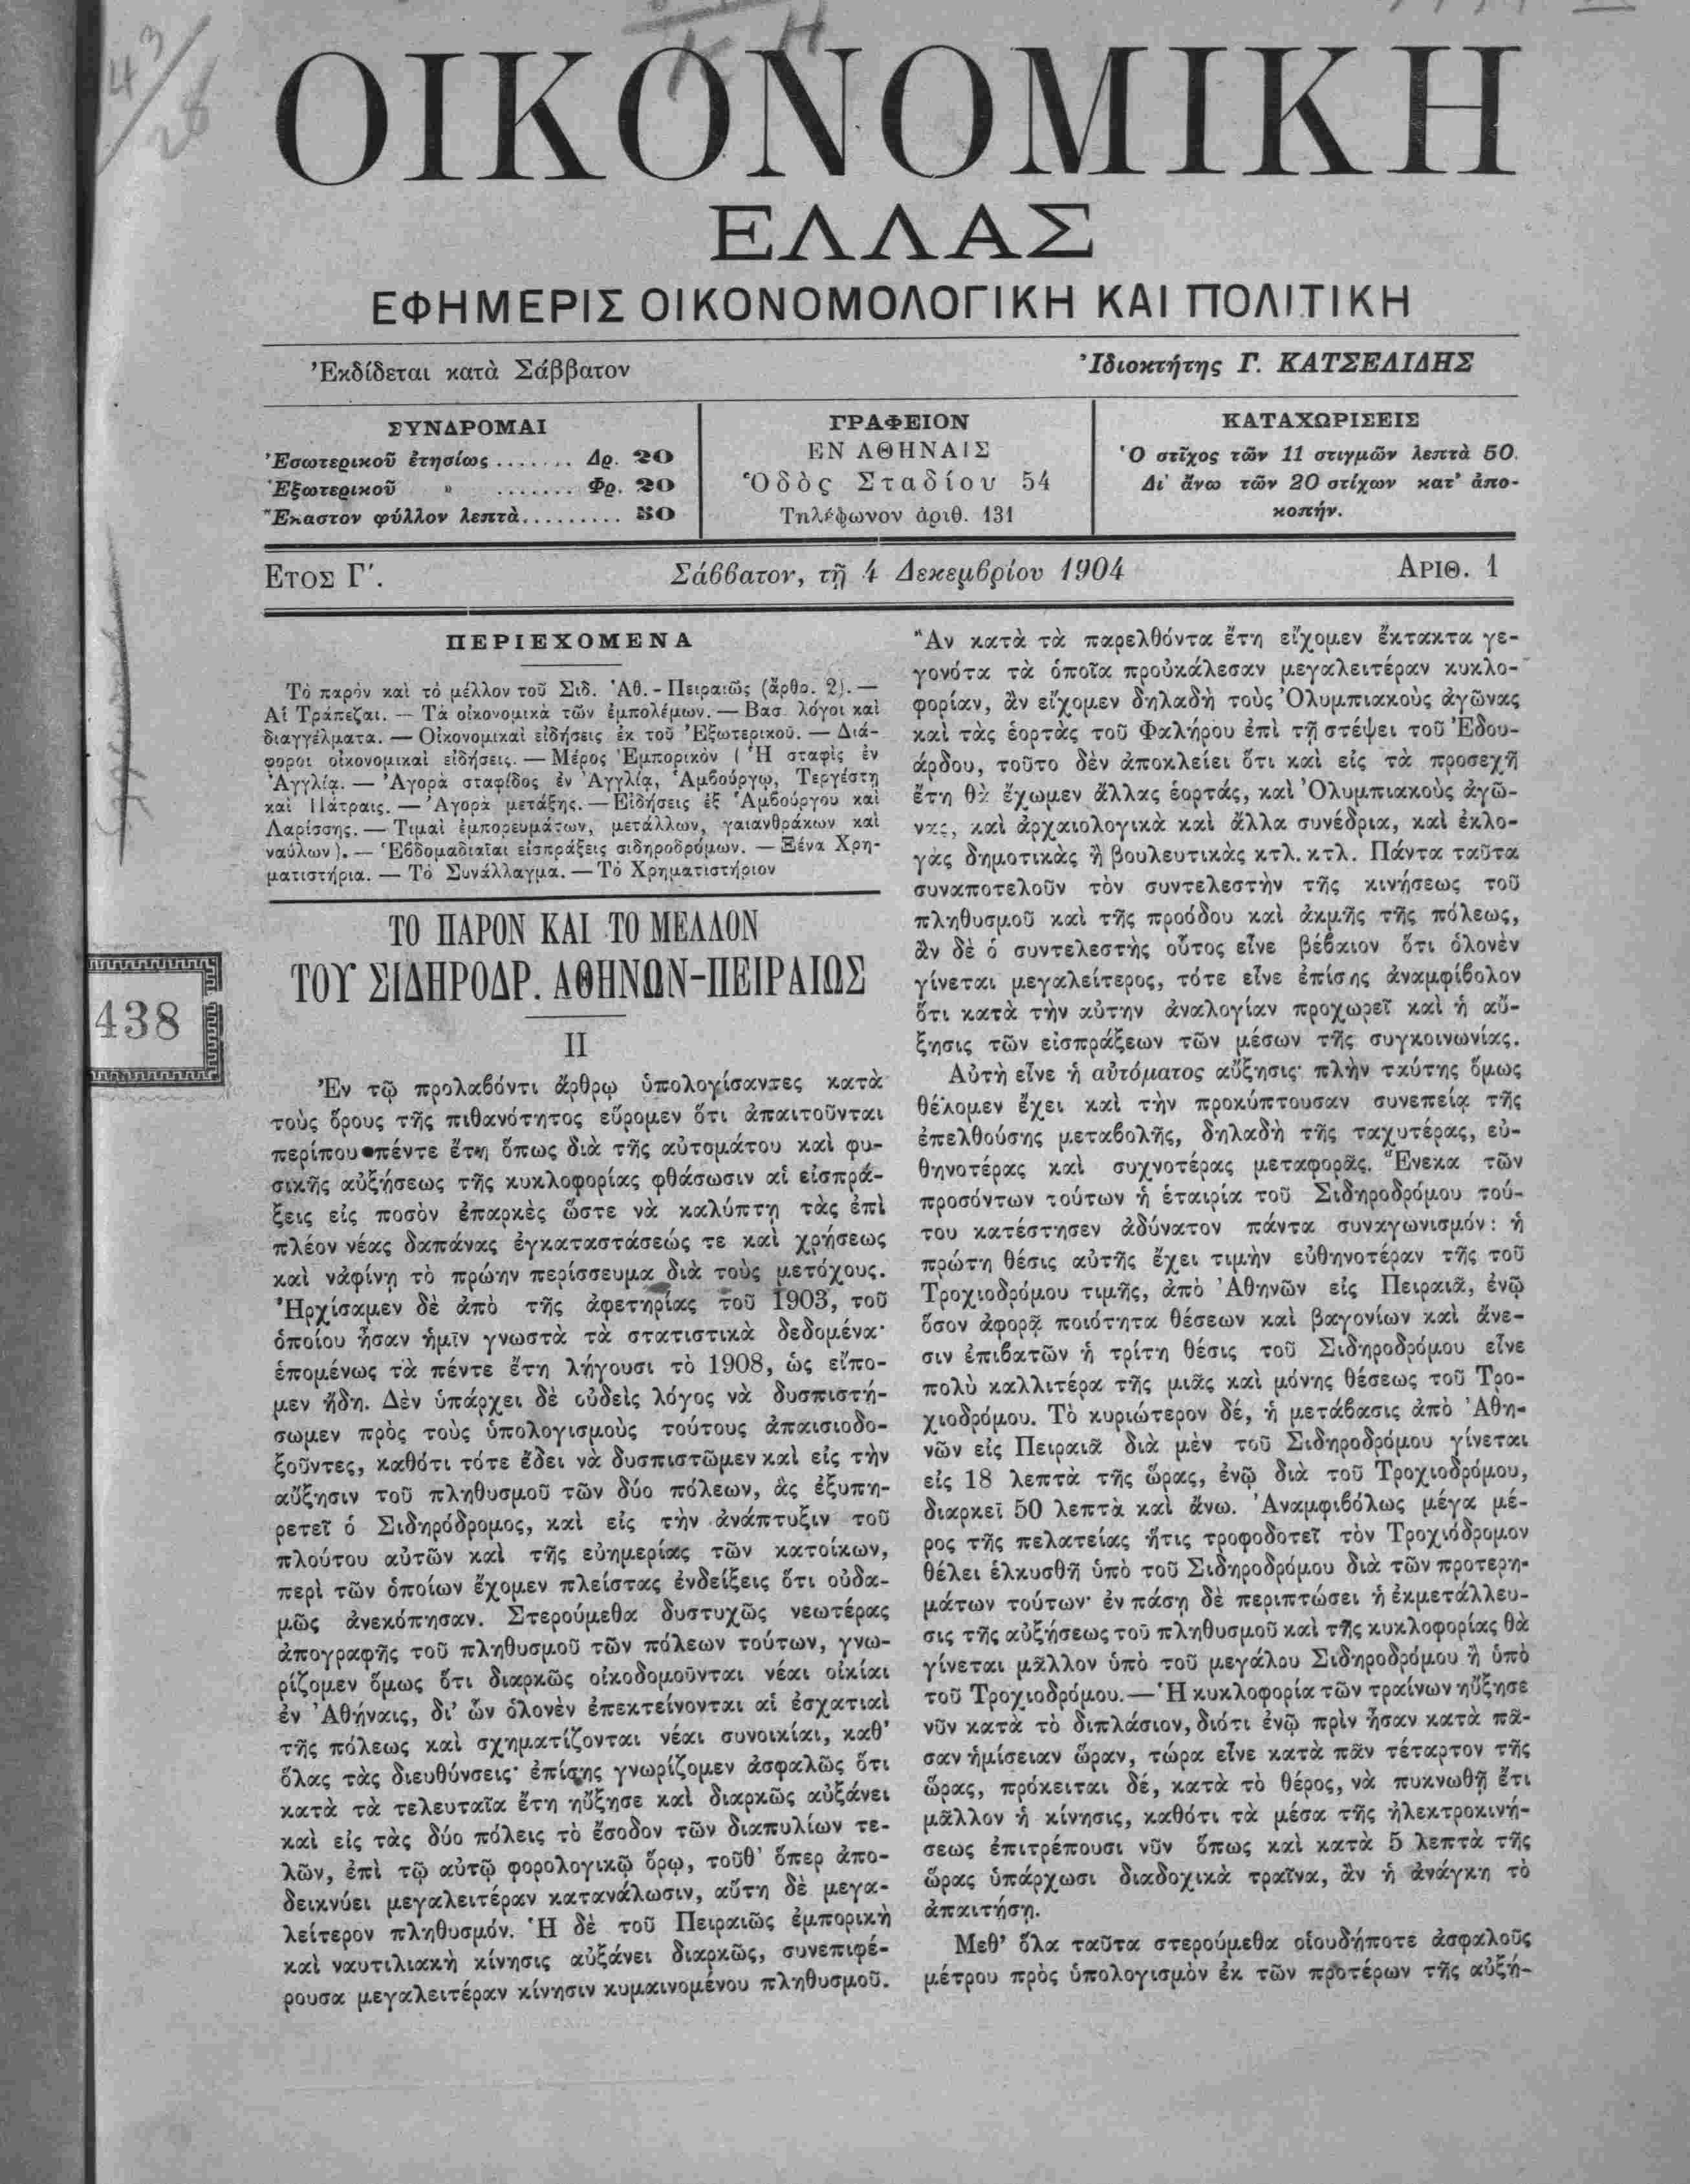 43/28
ΟΙΚΟΝΟΜΙΚΗ
ΕΛΛΑΣ
ΕΦΗΜΕΡΙΣ ΟΙΚΟΝΟΜΟΛΟΓΙΚΗ ΚΑΙ ΠΟΛΙΤΙΚΗ
Ἐκδίδεται κατὰ Σάββατον
Ἰδιοκτήτης Γ. ΚΑΤΣΕΛΙΔΗΣ
ΣΥΝΔΡΟΜΑΙ
Ἐσωτερικοῦ ἐτησίως ....... Δρ. 20
Ἐξωτερικοῦ » ....... Φρ. 20
Ἕκαστον φύλλον λεπτὰ.......... 50
ΓΡΑΦΕΙΟΝ
ΕΝ ΑΘΗΝΑΙΣ
Ὁδὸς Σταδίου 54
Τηλέφωνον ἀριθ. 131
ΚΑΤΑΧΩΡΙΣΕΙΣ
Ὁ στῖχος τῶν 11 στιγμῶν λεπτὰ 50.
Δι' ἄνω τῶν 20 στίχων κατ' ἀπο-
κοπήν.
ΕΤΟΣ Γ'.
Σάββατον, τῇ 4 Δεκεμβρίου 1904
ΑΡΙΘ. 1
ΠΕΡΙΕΧΟΜΕΝΑ
Τὸ παρὸν καὶ τὸ μέλλον τοῦ Σιδ. Ἀθ.-Πειραιῶς (ἄρθρ. 2). —
Αἱ Τράπεζαι. — Τὰ οἰκονομικὰ τῶν ἐμπολέμων. — Βασ. λόγοι καὶ
διαγγέλματα. — Οἰκονομικαὶ εἰδήσεις ἐκ τοῦ Ἐξωτερικοῦ. — Διά-
φοροι οἰκονομικαὶ εἰδήσεις. — Μέρος Ἐμπορικὸν (Ἡ σταφὶς ἐν
Ἀγγλίᾳ. — Ἀγορὰ σταφίδος ἐν Ἀγγλίᾳ, Ἀμβούργῳ, Τεργέστῃ
καὶ Πάτραις. — Ἀγορὰ μετάξης. — Εἰδήσεις ἐξ Ἀμβούργου καὶ
Λαρίσσης. — Τιμαὶ ἐμπορευμάτων, μετάλλων, γαιανθράκων καὶ
ναύλων). — Ἑβδομαδιαῖαι εἰσπράξεις σιδηροδρόμων. — Ξένα Χρη-
ματιστήρια. — Τὸ Συνάλλαγμα. — Τὸ Χρηματιστήριον
ΤΟ ΠΑΡΟΝ ΚΑΙ ΤΟ ΜΕΛΛΟΝ
ΤΟΥ ΣΙΔΗΡΟΔΡ. ΑΘΗΝΩΝ-ΠΕΙΡΑΙΩΣ
438
II
Ἐν τῷ προλαβόντι ἄρθρῳ ὑπολογίσαντες κατὰ
τοὺς ὅρους τῆς πιθανότητος εὕρομεν ὅτι ἀπαιτοῦνται
περίπου πέντε ἔτη ὅπως διὰ τῆς αὐτομάτου καὶ φυ-
σικῆς αὐξήσεως τῆς κυκλοφορίας φθάσωσιν αἱ εἰσπρά-
ξεις εἰς ποσὸν ἐπαρκὲς ὥστε νὰ καλύπτῃ τὰς ἐπὶ
πλέον νέας δαπάνας ἐγκαταστάσεώς τε καὶ χρήσεως
καὶ νάφίνῃ τὸ πρώην περίσσευμα διὰ τοὺς μετόχους.
Ἠρχίσαμεν δὲ ἀπὸ τῆς ἀφετηρίας τοῦ 1903, τοῦ
ὁποίου ἦσαν ἡμῖν γνωστὰ τὰ στατιστικὰ δεδομένα·
ἑπομένως τὰ πέντε ἔτη λήγουσι τὸ 1908, ὡς εἴπο-
μεν ἤδη. Δὲν ὑπάρχει δὲ οὐδεὶς λόγος νὰ δυσπιστή-
σωμεν πρὸς τοὺς ὑπολογισμοὺς τούτους ἀπαισιοδο-
ξοῦντες, καθότι τότε ἔδει νὰ δυσπιστῶμεν καὶ εἰς τὴν
αὔξησιν τοῦ πληθυσμοῦ τῶν δύο πόλεων, ἃς ἐξυπη-
ρετεῖ ὁ Σιδηρόδρομος, καὶ εἰς τὴν ἀνάπτυξιν τοῦ
πλούτου αὐτῶν καὶ τῆς εὐημερίας τῶν κατοίκων,
περὶ τῶν ὁποίων ἔχομεν πλείστας ἐνδείξεις ὅτι οὐδα-
μῶς ἀνεκόπησαν. Στερούμεθα δυστυχῶς νεωτέρας
ἀπογραφῆς τοῦ πληθυσμοῦ τῶν πόλεων τούτων, γνω-
ρίζομεν ὅμως ὅτι διαρκῶς οἰκοδομοῦνται νέαι οἰκίαι
ἐν Ἀθήναις, δι' ὧν ὁλονὲν ἐπεκτείνονται αἱ ἐσχατιαὶ
τῆς πόλεως καὶ σχηματίζονται νέαι συνοικίαι, καθ'
ὅλας τὰς διευθύνσεις· ἐπίσης γνωρίζομεν ἀσφαλῶς ὅτι
κατὰ τὰ τελευταῖα ἔτη ηὔξησε καὶ διαρκῶς αὐξάνει
καὶ εἰς τὰς δύο πόλεις τὸ ἔσοδον τῶν διαπυλίων τε-
λῶν, ἐπὶ τῷ αὐτῷ φορολογικῷ ὅρῳ, τοῦθ' ὅπερ ἀπο-
δεικνύει μεγαλειτέραν κατανάλωσιν, αὕτη δὲ μεγα-
λείτερον πληθυσμόν. Ἡ δὲ τοῦ Πειραιῶς ἐμπορικὴ
καὶ ναυτιλιακὴ κίνησις αὐξάνει διαρκῶς, συνεπιφέ-
ρουσα μεγαλειτέραν κίνησιν κυμαινομένου πληθυσμοῦ.
Ἂν κατὰ τὰ παρελθόντα ἔτη εἴχομεν ἔκτακτα γε-
γονότα τὰ ὁποῖα προὐκάλεσαν μεγαλειτέραν κυκλο-
φορίαν, ἂν εἴχομεν δηλαδὴ τοὺς Ὀλυμπιακοὺς ἀγῶνας
καὶ τὰς ἑορτὰς τοῦ Φαλήρου ἐπὶ τῇ στέψει τοῦ Ἐδου-
άρδου, τοῦτο δὲν ἀποκλείει ὅτι καὶ εἰς τὰ προσεχῆ
ἔτη θὰ ἔχωμεν ἄλλας ἑορτάς, καὶ Ὀλυμπιακοὺς ἀγῶ-
νας, καὶ ἀρχαιολογικὰ καὶ ἄλλα συνέδρια, καὶ ἐκλο-
γὰς δημοτικὰς ἢ βουλευτικὰς κτλ. κτλ. Πάντα ταῦτα
συναποτελοῦν τὸν συντελεστὴν τῆς κινήσεως τοῦ
πληθυσμοῦ καὶ τῆς προόδου καὶ ἀκμῆς τῆς πόλεως,
ἂν δὲ ὁ συντελεστὴς οὗτος εἶνε βέβαιον ὅτι ὁλονὲν
γίνεται μεγαλείτερος, τότε εἶνε ἐπίσης ἀναμφίβολον
ὅτι κατὰ τὴν αὐτην ἀναλογίαν προχωρεῖ καὶ ἡ αὔ-
ξησις τῶν εἰσπράξεων τῶν μέσων τῆς συγκοινωνίας.
Αὐτὴ εἶνε ἡ αὐτόματος αὔξησις· πλὴν ταύτης ὅμως
θέλομεν ἔχει καὶ τὴν προκύπτουσαν συνεπείᾳ τῆς
ἐπελθούσης μεταβολῆς, δηλαδὴ τῆς ταχυτέρας, εὐ-
θηνοτέρας καὶ συχνοτέρας μεταφορᾶς. Ἕνεκα τῶν
προσόντων τούτων ἡ ἑταιρία τοῦ Σιδηροδρόμου τού-
του κατέστησεν ἀδύνατον πάντα συναγωνισμόν: ἡ
πρώτη θέσις αὐτῆς ἔχει τιμὴν εὐθηνοτέραν τῆς τοῦ
Τροχιοδρόμου τιμῆς, ἀπὸ Ἀθηνῶν εἰς Πειραιᾶ, ἐνῷ
ὅσον ἀφορᾷ ποιότητα θέσεων καὶ βαγονίων καὶ ἄνε-
σιν ἐπιβατῶν ἡ τρίτη θέσις τοῦ Σιδηροδρόμου εἶνε
πολὺ καλλιτέρα τῆς μιᾶς καὶ μόνης θέσεως τοῦ Τρο-
χιοδρόμου. Τὸ κυριώτερον δέ, ἡ μετάβασις ἀπὸ Ἀθη-
νῶν εἰς Πειραιᾶ διὰ μὲν τοῦ Σιδηροδρόμου γίνεται
εἰς 18 λεπτὰ τῆς ὥρας, ἐνῷ διὰ τοῦ Τροχιοδρόμου,
διαρκεῖ 50 λεπτὰ καὶ ἄνω. Ἀναμφιβόλως μέγα μέ-
ρος τῆς πελατείας ἥτις τροφοδοτεῖ τὸν Τροχιόδρομον
θέλει ἑλκυσθῆ ὑπὸ τοῦ Σιδηροδρόμου διὰ τῶν προτερη-
μάτων τούτων· ἐν πάσῃ δὲ περιπτώσει ἡ ἐκμετάλλευ-
σις τῆς αὐξήσεως τοῦ πληθυσμοῦ καὶ τῆς κυκλοφορίας θὰ
γίνεται μᾶλλον ὑπὸ τοῦ μεγάλου Σιδηροδρόμου ἢ ὑπὸ
τοῦ Τροχιοδρόμου.—Ἡ κυκλοφορία τῶν τραίνων ηὔξησε
νῦν κατὰ τὸ διπλάσιον, διότι ἐνῷ πρὶν ἦσαν κατὰ πᾶ-
σαν ἡμίσειαν ὥραν, τώρα εἶνε κατὰ πᾶν τέταρτον τῆς
ὥρας, πρόκειται δέ, κατὰ τὸ θέρος, νὰ πυκνωθῇ ἔτι
μᾶλλον ἡ κίνησις, καθότι τὰ μέσα τῆς ἠλεκτροκινή-
σεως ἐπιτρέπουσι νῦν ὅπως καὶ κατὰ 5 λεπτὰ τῆς
ὥρας ὑπάρχωσι διαδοχικὰ τραῖνα, ἂν ἡ ἀνάγκη τὸ
ἀπαιτήσῃ.
Μεθ' ὅλα ταῦτα στερούμεθα οἱουδήποτε ἀσφαλοῦς
μέτρου πρὸς ὑπολογισμὸν ἐκ τῶν προτέρων τῆς αὐξή-